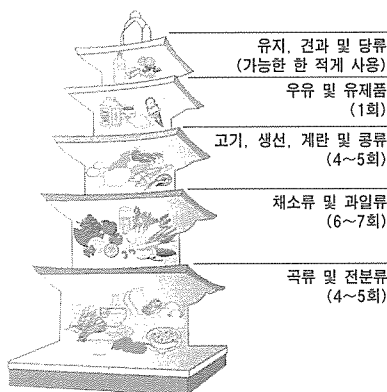 유지, 견과 및 당류
(가능한 한 적게 사용)
우유 및 유제품
(1회)
고기, 생선, 계란 및 콩류
(4~5회)
채소류 및 과일류
(6~7회)
곡류 및 전분류
(4~5회)